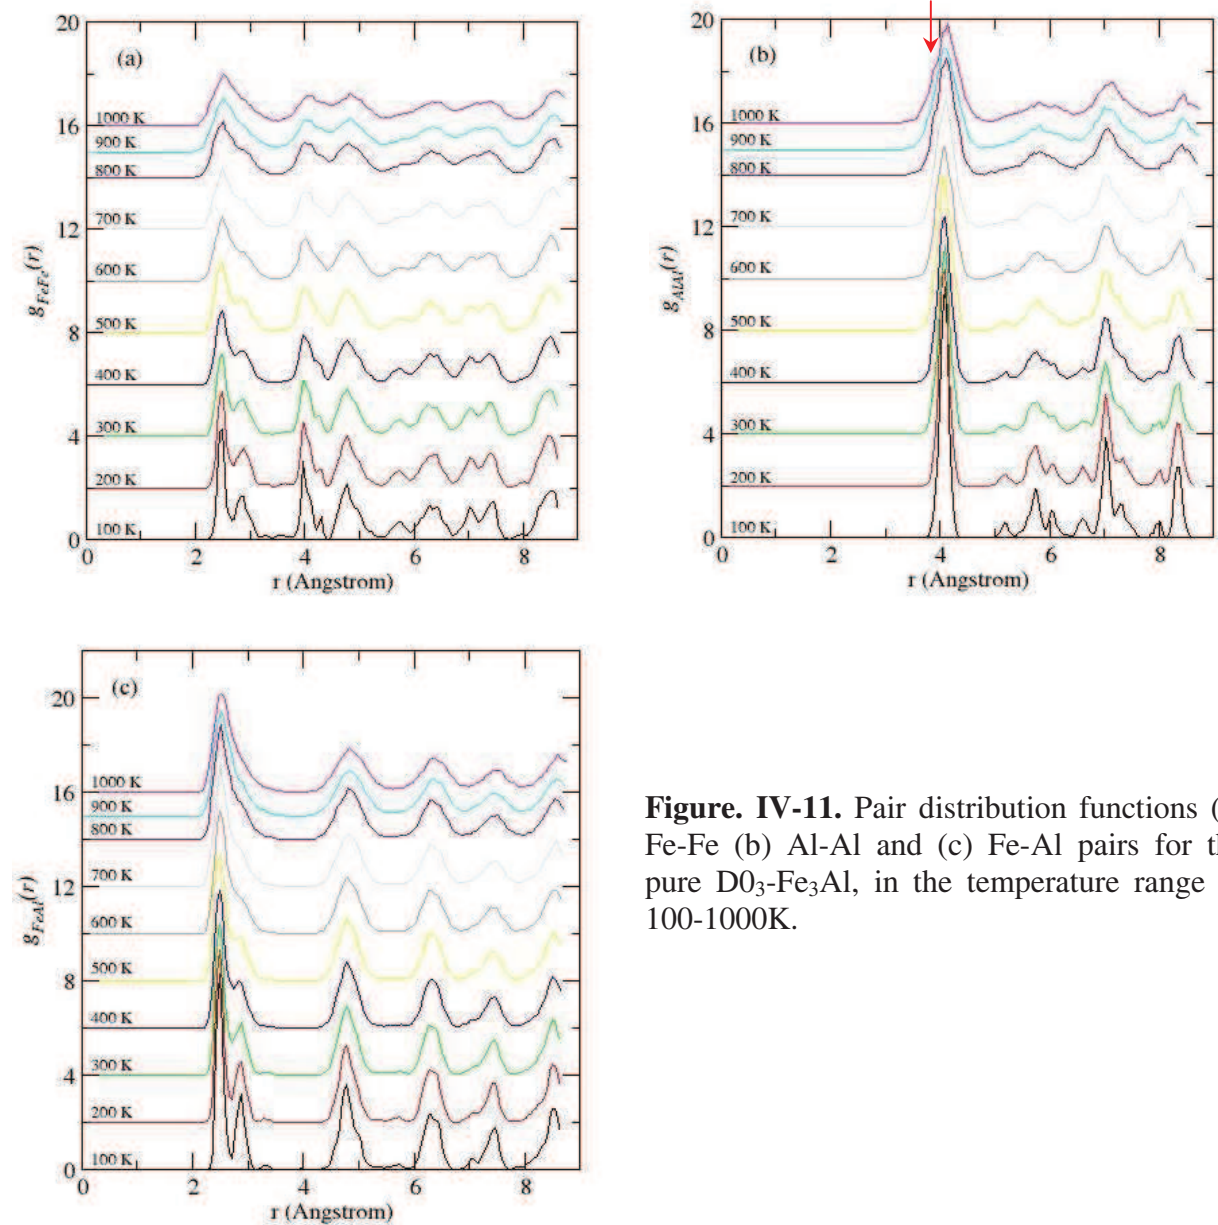 20
(a)
1000 K
16
900 K
800 K
700 K
12
600 K
500 K
8
400 K
300 K
4
200 K
100 K
0
0 2 4 6 8
r (Angstrom)
g_FeFe(r)
20
(b)
1000 K
16
900 K
800 K
700 K
12
600 K
500 K
8
400 K
300 K
4
200 K
100 K
0
0 2 4 6 8
r (Angstrom)
g_AlAl(r)
20
(c)
1000 K
16
900 K
800 K
700 K
12
600 K
500 K
8
400 K
300 K
4
200 K
100 K
0
0 2 4 6 8
r (Angstrom)
g_FeAl(r)
Figure. IV-11. Pair distribution functions (
Fe-Fe (b) Al-Al and (c) Fe-Al pairs for
pure D0₃-Fe₃Al, in the temperature range
100-1000K.